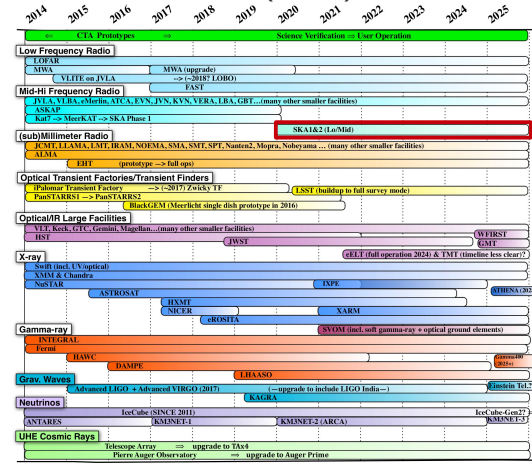 2014 2015 2016 2017 2018 2019 2020 2021 2022 2023 2024 2025
⇐ CTA Prototypes ⇒ Science Verification ⇒ User Operation
Low Frequency Radio
LOFAR
MWA MWA (upgrade)
VLITE on JVLA --> (~2018? LOBO)
FAST
Mid-Hi Frequency Radio
JVLA, VLBA, eMerlin, ATCA, EVN, JVN, KVN, VERA, LBA, GBT...(many other smaller facilities)
ASKAP
Kat7 --> MeerKAT --> SKA Phase 1
SKA1&2 (Lo/Mid)
(sub)Millimeter Radio
JCMT, LLAMA, LMT, IRAM, NOEMA, SMA, SMT, SPT, Nanten2, Mopra, Nobeyama ... (many other smaller facilities)
ALMA
EHT (prototype --> full ops)
Optical Transient Factories/Transient Finders
iPalomar Transient Factory --> (~2017) Zwicky TF LSST (buildup to full survey mode)
PanSTARRS1 --> PanSTARRS2
BlackGEM (Meerlicht single dish prototype in 2016)
Optical/IR Large Facilities
VLT, Keck, GTC, Gemini, Magellan...(many other smaller facilities)
HST WFIRST
JWST GMT
eELT (full operation 2024) & TMT (timeline less clear)?
X-ray
Swift (incl. UV/optical)
XMM & Chandra
NuSTAR IXPE
ASTROSAT ATHENA (202
HXMT
NICER XARM
eROSITA
Gamma-ray
SVOM (incl. soft gamma-ray + optical ground elements)
INTEGRAL
Fermi
HAWC Gamma400
(2025+)
DAMPE
LHAASO
Grav. Waves
Advanced LIGO + Advanced VIRGO (2017) (—upgrade to include LIGO India—) Einstein Tel.?
KAGRA
Neutrinos
IceCube (SINCE 2011) IceCube-Gen2?
ANTARES KM3NET-1 KM3NET-2 (ARCA) KM3NET-3
UHE Cosmic Rays
Telescope Array ⇒ upgrade to TAx4
Pierre Auger Observatory ⇒ upgrade to Auger Prime